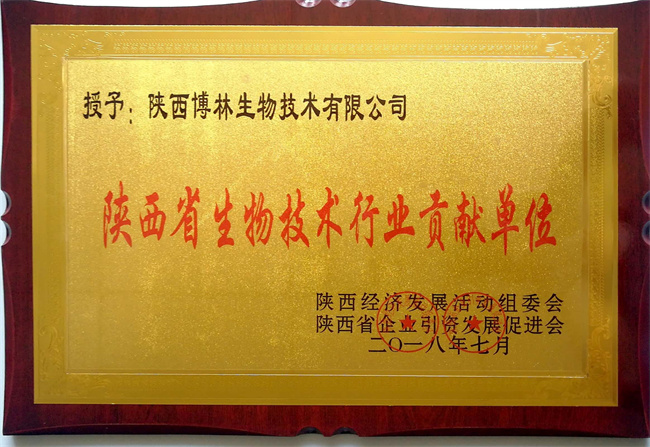 授予：陕西博林生物技术有限公司
陕西省生物技术行业贡献单位
陕西经济发展活动组委会
陕西省企业引资发展促进会
二〇一八年七月